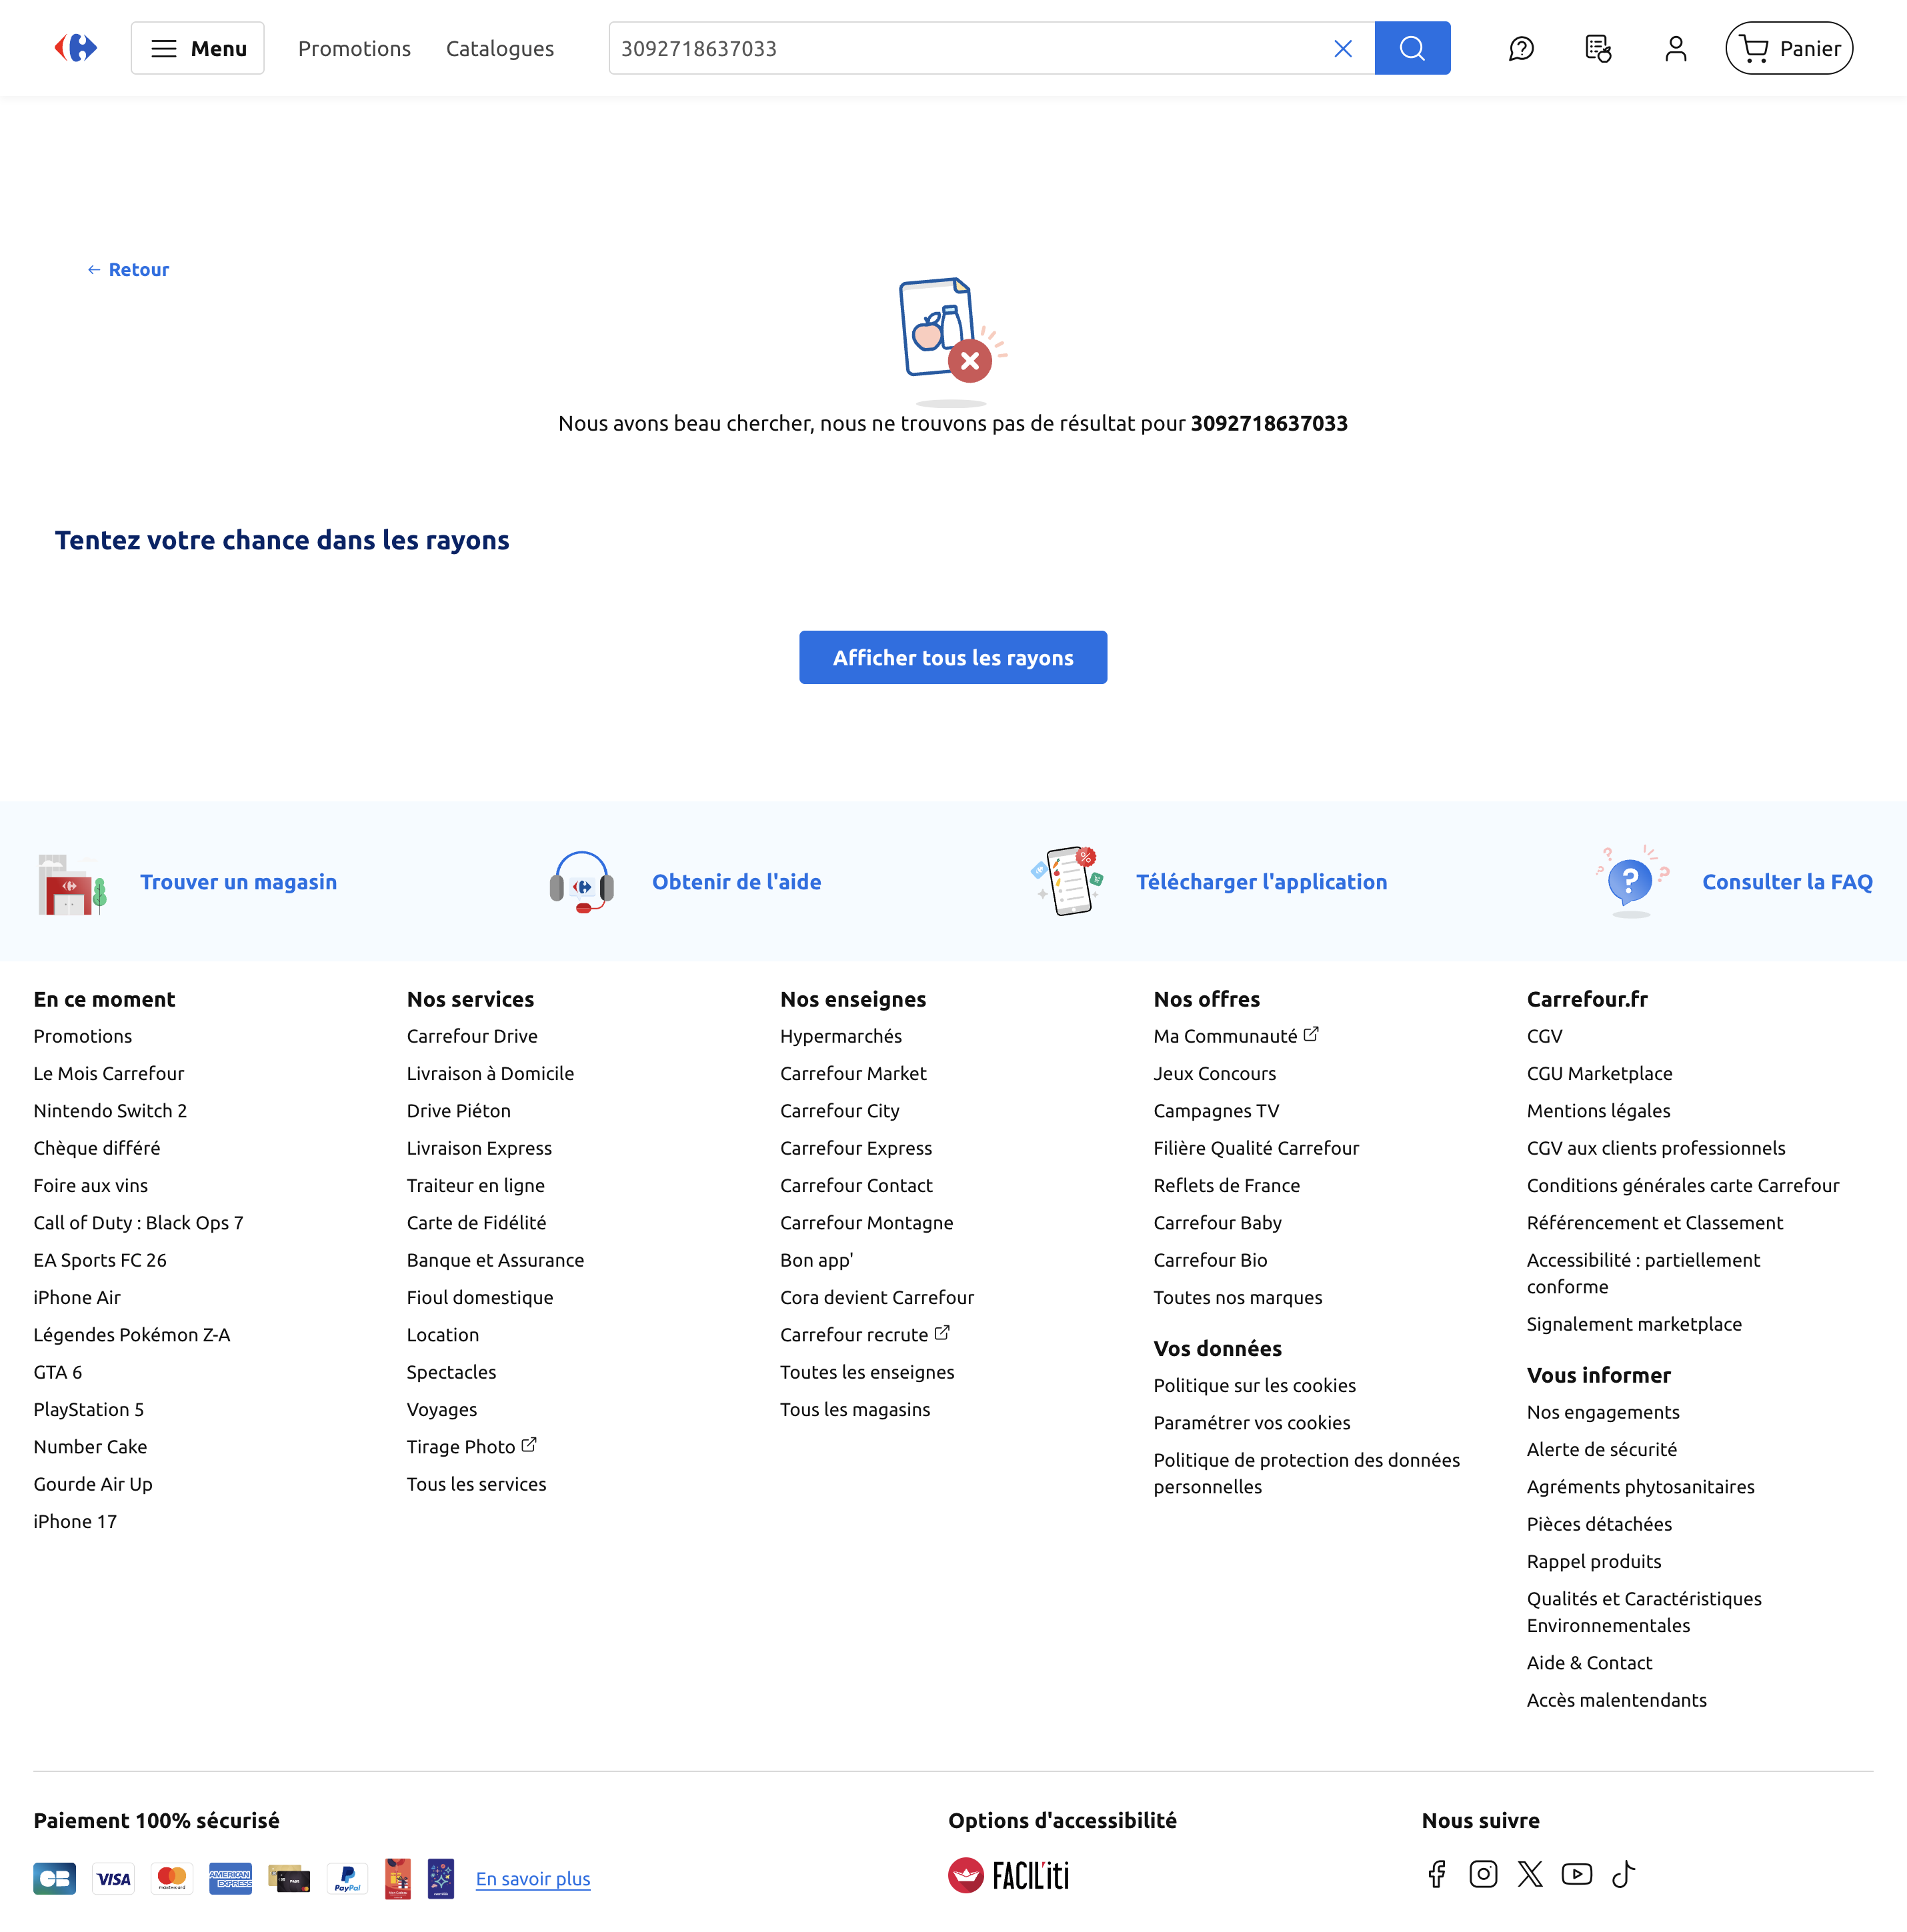 Menu
Promotions
Catalogues
3092718637033
Panier
Retour
Nous avons beau chercher, nous ne trouvons pas de résultat pour 3092718637033
Tentez votre chance dans les rayons
Afficher tous les rayons
Trouver un magasin
Obtenir de l'aide
Télécharger l'application
Consulter la FAQ
En ce moment
Promotions
Le Mois Carrefour
Nintendo Switch 2
Chèque différé
Foire aux vins
Call of Duty : Black Ops 7
EA Sports FC 26
iPhone Air
Légendes Pokémon Z-A
GTA 6
PlayStation 5
Number Cake
Gourde Air Up
iPhone 17
Nos services
Carrefour Drive
Livraison à Domicile
Drive Piéton
Livraison Express
Traiteur en ligne
Carte de Fidélité
Banque et Assurance
Fioul domestique
Location
Spectacles
Voyages
Tirage Photo
Tous les services
Nos enseignes
Hypermarchés
Carrefour Market
Carrefour City
Carrefour Express
Carrefour Contact
Carrefour Montagne
Bon app'
Cora devient Carrefour
Carrefour recrute
Toutes les enseignes
Tous les magasins
Nos offres
Ma Communauté
Jeux Concours
Campagnes TV
Filière Qualité Carrefour
Reflets de France
Carrefour Baby
Carrefour Bio
Toutes nos marques
Vos données
Politique sur les cookies
Paramétrer vos cookies
Politique de protection des données
personnelles
Carrefour.fr
CGV
CGU Marketplace
Mentions légales
CGV aux clients professionnels
Conditions générales carte Carrefour
Référencement et Classement
Accessibilité : partiellement
conforme
Signalement marketplace
Vous informer
Nos engagements
Alerte de sécurité
Agréments phytosanitaires
Pièces détachées
Rappel produits
Qualités et Caractéristiques
Environnementales
Aide & Contact
Accès malentendants
Paiement 100% sécurisé
CB
VISA
mastercard
AMERICAN EXPRESS
PayPal
En savoir plus
Options d'accessibilité
FACIL'iti
Nous suivre